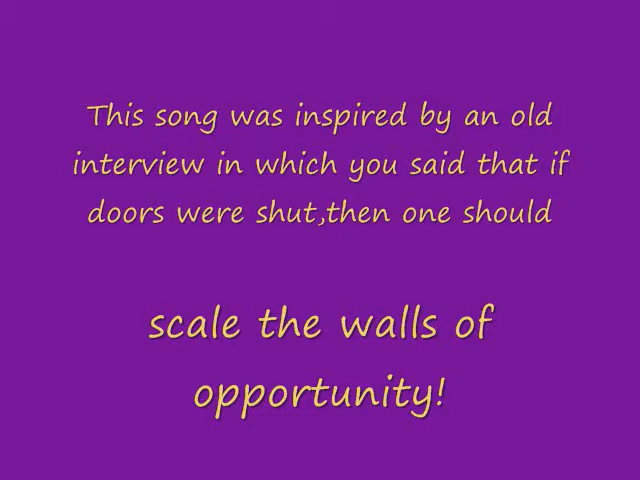 This song was inspired by an old
interview in which you said that if
doors were shut,then one should
scale the walls of
opportunity!